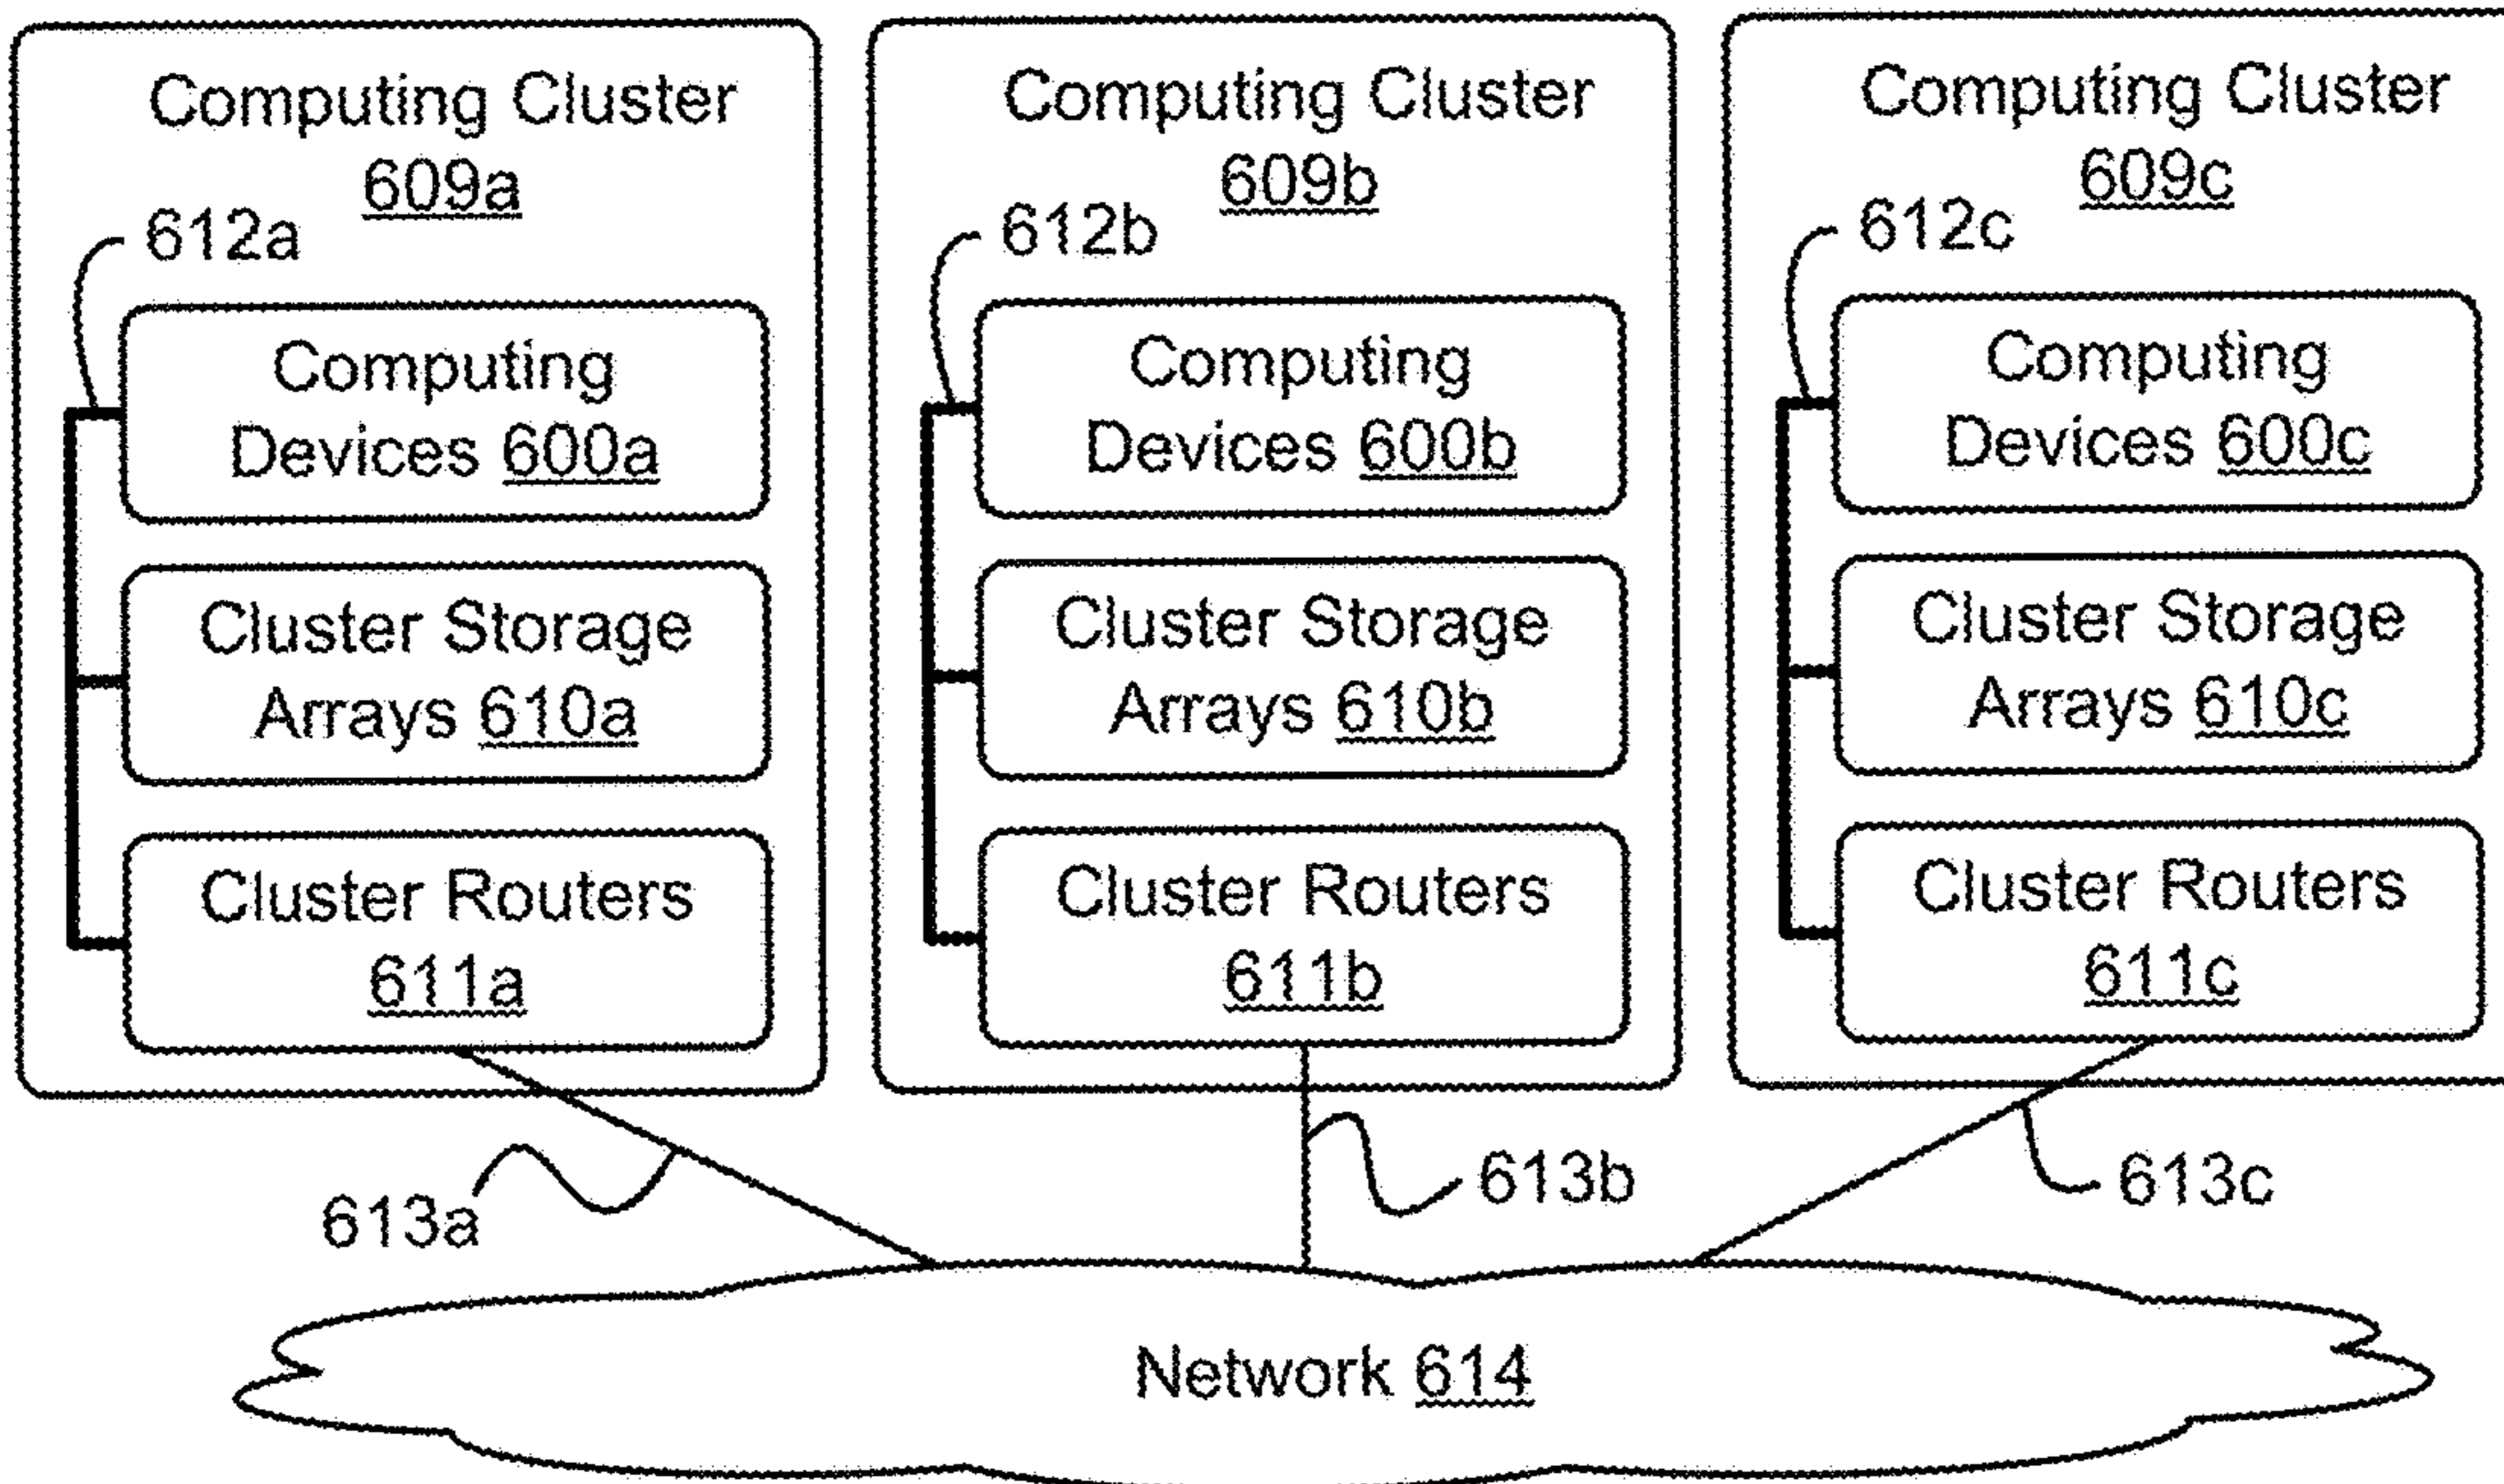 Computing Cluster
609a
612a
Computing
Devices 600a
Cluster Storage
Arrays 610a
Cluster Routers
611a
Computing Cluster
609b
612b
Computing
Devices 600b
Cluster Storage
Arrays 610b
Cluster Routers
611b
Computing Cluster
609c
612c
Computing
Devices 600c
Cluster Storage
Arrays 610c
Cluster Routers
611c
613a
613b
613c
Network 614